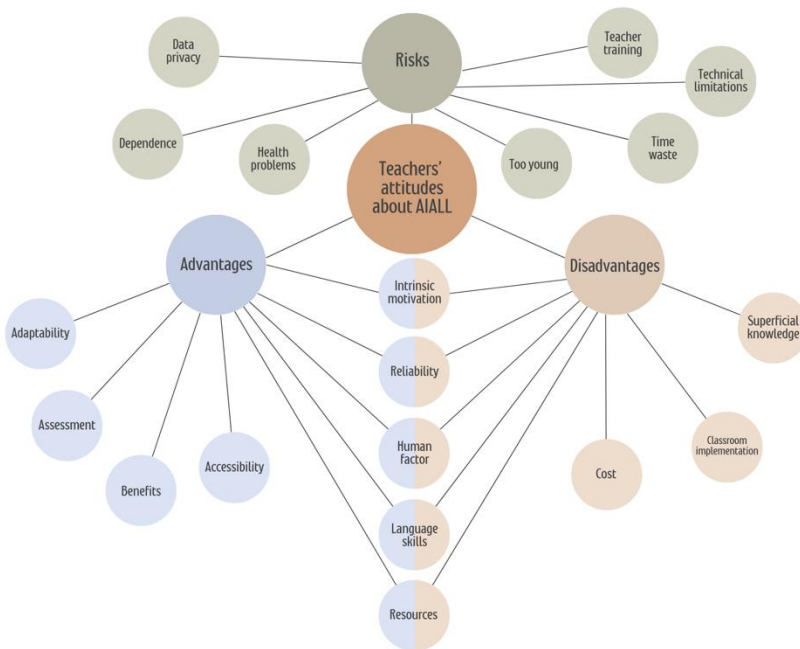 Data
privacy
Risks
Teacher
training
Technical
limitations
Dependence
Health
problems
Too young
Time
waste
Teachers'
attitudes
about AIALL
Advantages
Disadvantages
Intrinsic
motivation
Adaptability
Superficial
knowledge
Reliability
Assessment
Human
factor
Classroom
implementation
Accessibility
Benefits
Cost
Language
skills
Resources